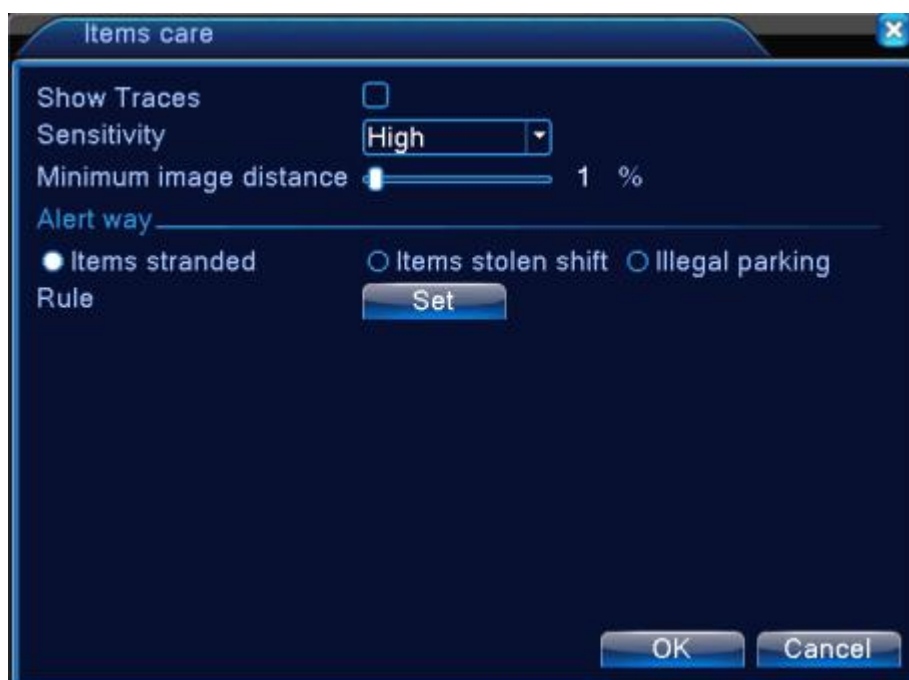 Items care
Show Traces
Sensitivity High
Minimum image distance 1 %
Alert way
Items stranded Items stolen shift Illegal parking
Rule Set
OK Cancel